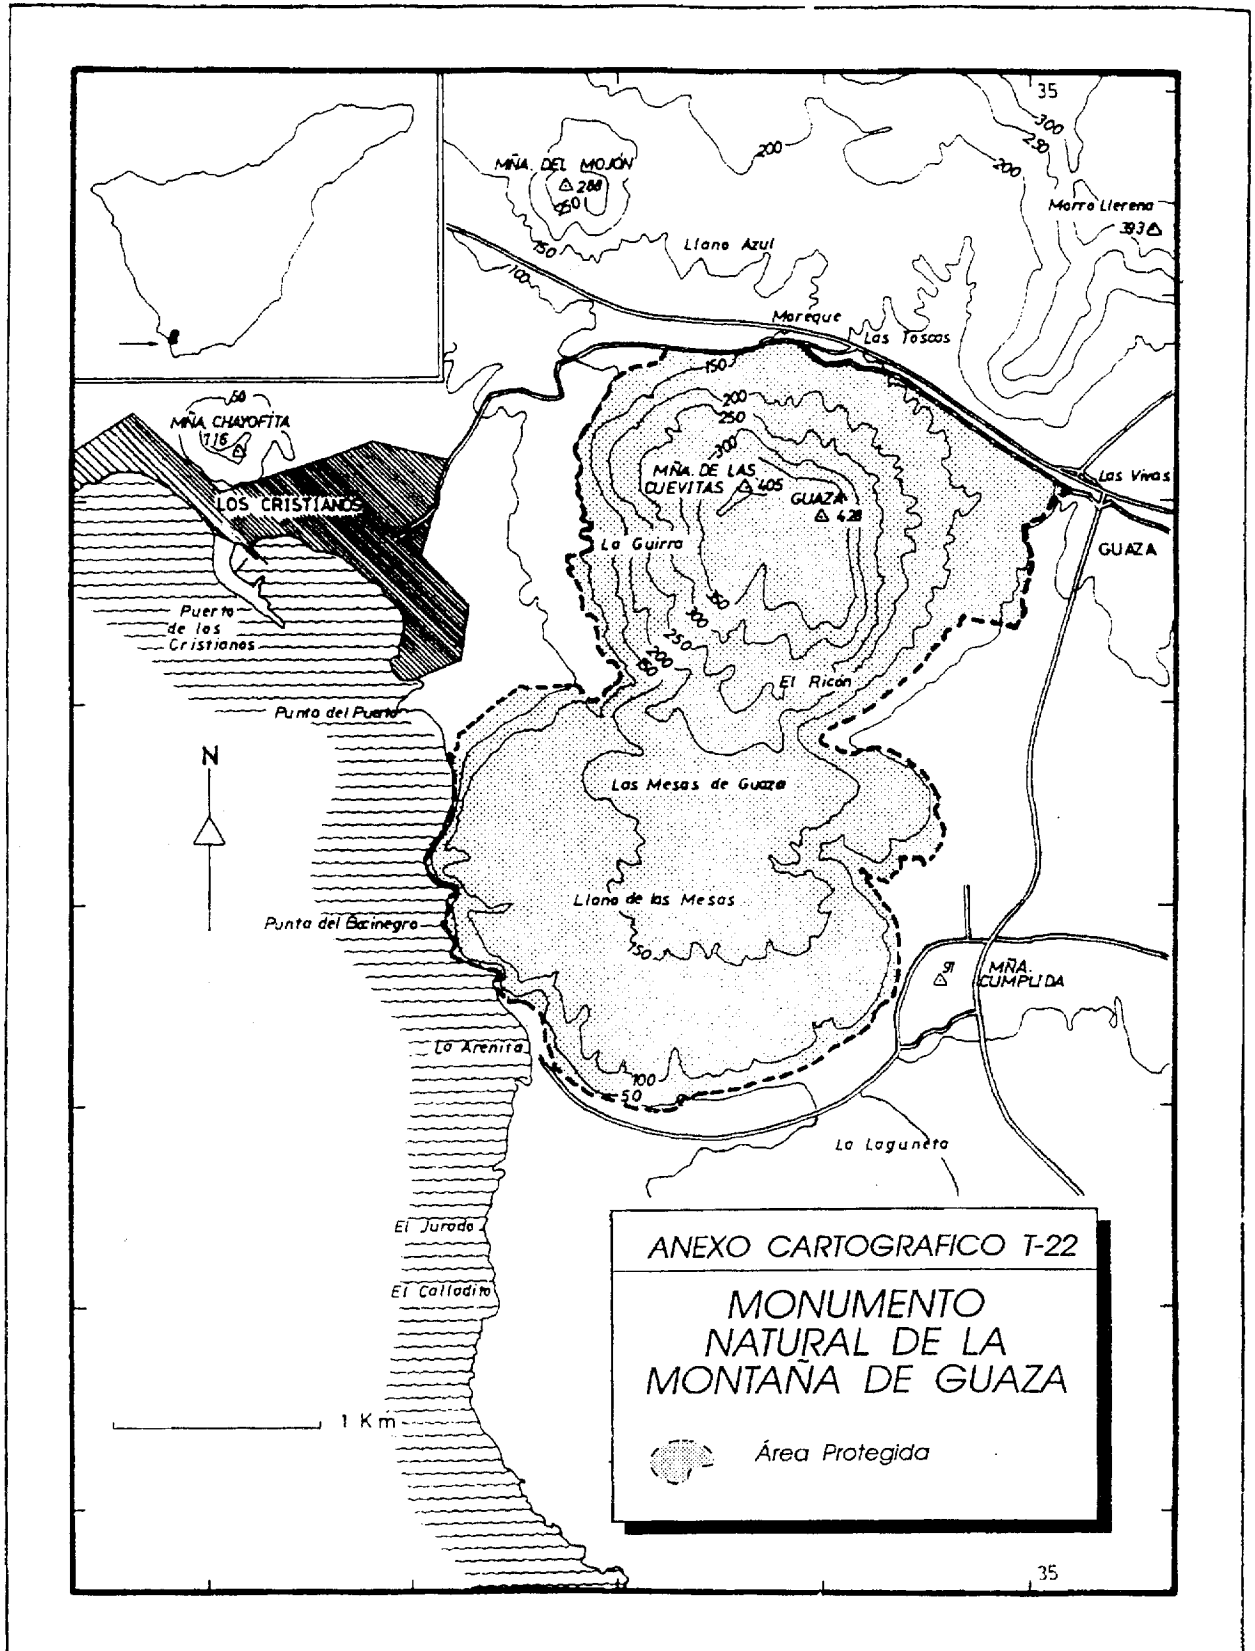 35
300
250
200
200
MÑA. DEL MOJÓN
288
250
Morro Llerena
393
150
Llano Azul
100
Moreque
Las Toscas
150
50
200
MÑA. CHAYOFITA
116
250
300
MÑA. DE LAS
CUEVITAS
405
GUAZA
428
Las Vivas
LOS CRISTIANOS
La Guirra
GUAZA
Puerto
de los
Cristianos
350
300
250
200
150
El Ricón
Punta del Puerto
N
Las Mesas de Guaza
Llano de las Mesas
Punta del Bocinegro
150
91
MÑA.
CUMPLIDA
La Arenita
100
50
La Laguneta
El Jurado
El Calladito
ANEXO CARTOGRAFICO T-22
MONUMENTO
NATURAL DE LA
MONTAÑA DE GUAZA
1 Km
Área Protegida
35